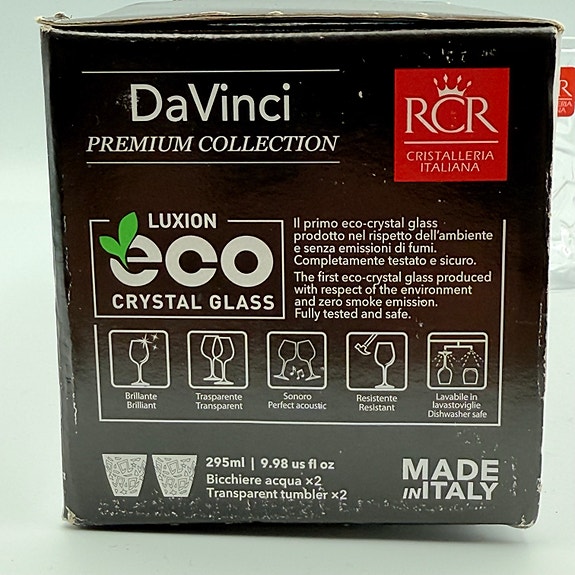 DaVinci
PREMIUM COLLECTION
RCR
CRISTALLERIA
ITALIANA
LUXION
eco
CRYSTAL GLASS
Il primo eco-crystal glass
prodotto nel rispetto dell'ambiente
e senza emissioni di fumi.
Completamente testato e sicuro.
The first eco-crystal glass produced
with respect of the environment
and zero smoke emission.
Fully tested and safe.
Brillante
Brilliant
Trasparente
Transparent
Sonoro
Perfect acoustic
Resistente
Resistant
Lavabile in
lavastoviglie
Dishwasher safe
295ml | 9.98 us fl oz
Bicchiere acqua ×2
Transparent tumbler ×2
MADE
IN ITALY
CR